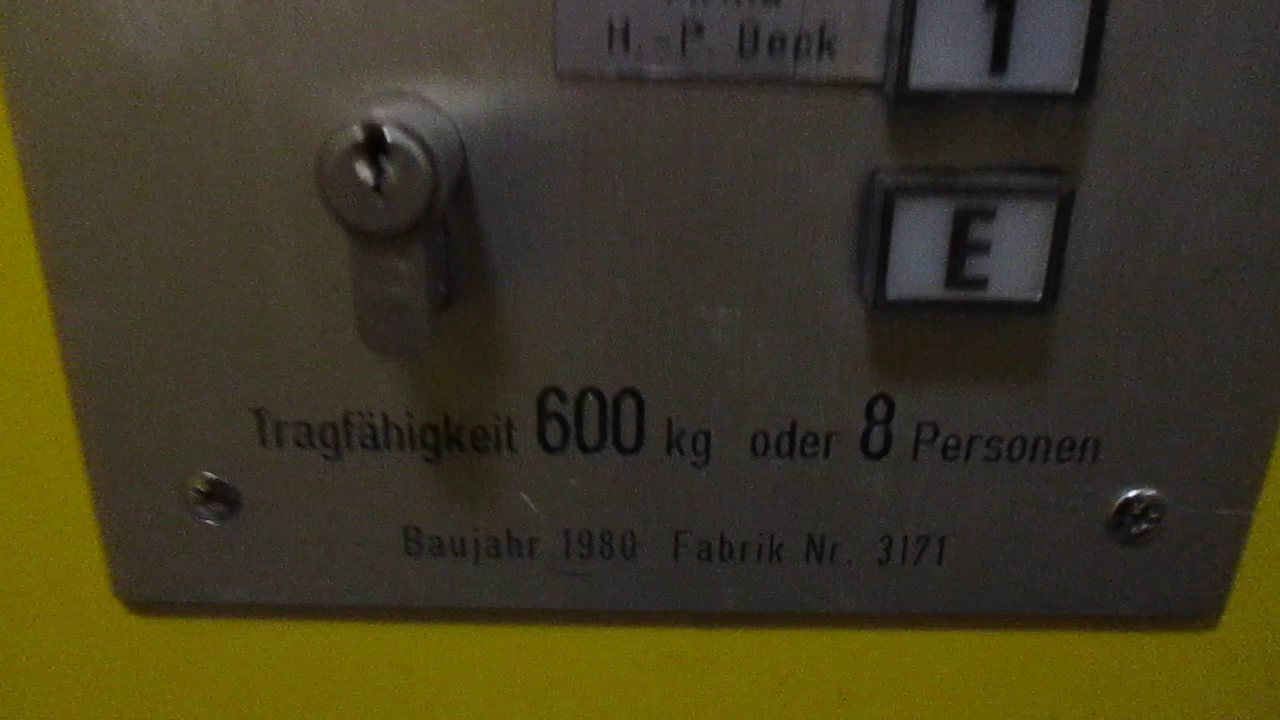 H.-P.
1
E
Tragfähigkeit 600 kg oder 8 Personen
Baujahr 1980 Fabrik Nr. 3171